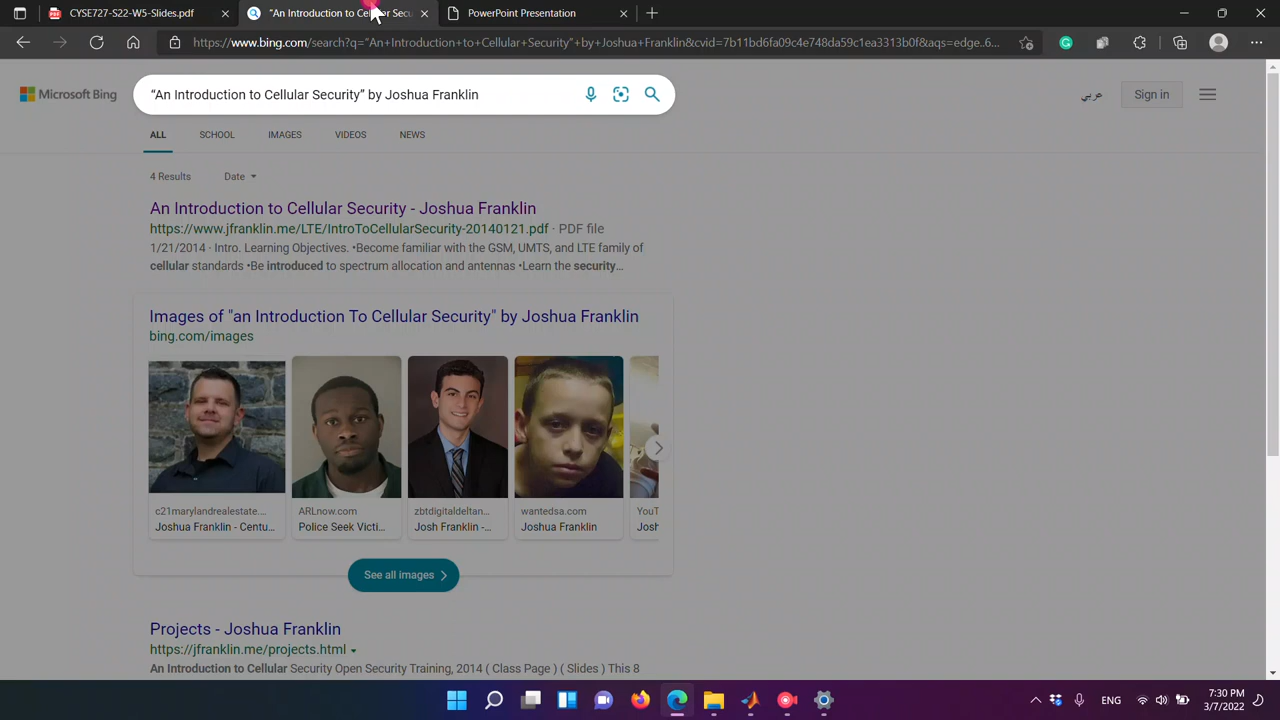 CYSE727-S22-W5-Slides.pdf
"An Introduction to Cellular Secu
PowerPoint Presentation
https://www.bing.com/search?q="An+Introduction+to+Cellular+Security"+by+Joshua+Franklin&cvid=7b11bd6fa09c4e748da59c1ea3313b0f&aqs=edge..6...
Microsoft Bing
“An Introduction to Cellular Security” by Joshua Franklin
عربي
Sign in
ALL SCHOOL IMAGES VIDEOS NEWS
4 Results Date
An Introduction to Cellular Security - Joshua Franklin
https://www.jfranklin.me/LTE/IntroToCellularSecurity-20140121.pdf · PDF file
1/21/2014 · Intro. Learning Objectives. •Become familiar with the GSM, UMTS, and LTE family of
cellular standards •Be introduced to spectrum allocation and antennas •Learn the security...
Images of "an Introduction To Cellular Security" by Joshua Franklin
bing.com/images
c21marylandrealestate....
Joshua Franklin - Centu...
ARLnow.com
Police Seek Victi...
zbtdigitaldeltan...
Josh Franklin -...
wantedsa.com
Joshua Franklin
YouT
Josh
See all images
Projects - Joshua Franklin
https://jfranklin.me/projects.html
An Introduction to Cellular Security Open Security Training, 2014 ( Class Page ) ( Slides ) This 8
ENG
7:30 PM
3/7/2022